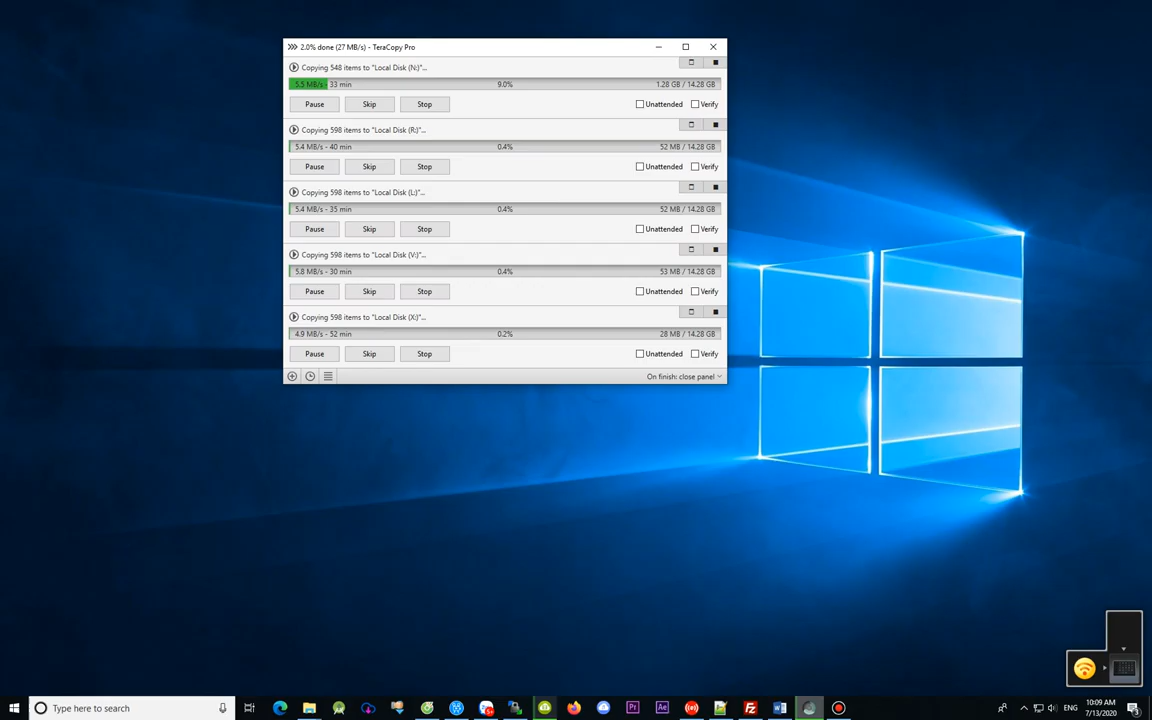 2.0% done (27 MB/s) - TeraCopy Pro
Copying 548 items to "Local Disk (N:)"...
5.5 MB/s - 33 min 9.0% 1.28 GB / 14.28 GB
Pause Skip Stop Unattended Verify
Copying 598 items to "Local Disk (R:)"...
5.4 MB/s - 40 min 0.4% 52 MB / 14.28 GB
Pause Skip Stop Unattended Verify
Copying 598 items to "Local Disk (L:)"...
5.4 MB/s - 35 min 0.4% 52 MB / 14.28 GB
Pause Skip Stop Unattended Verify
Copying 598 items to "Local Disk (V:)"...
5.8 MB/s - 30 min 0.4% 53 MB / 14.28 GB
Pause Skip Stop Unattended Verify
Copying 598 items to "Local Disk (X:)"...
4.9 MB/s - 52 min 0.2% 28 MB / 14.28 GB
Pause Skip Stop Unattended Verify
On finish: close panel
Type here to search Pr Ae ENG 10:09 AM
7/13/2020